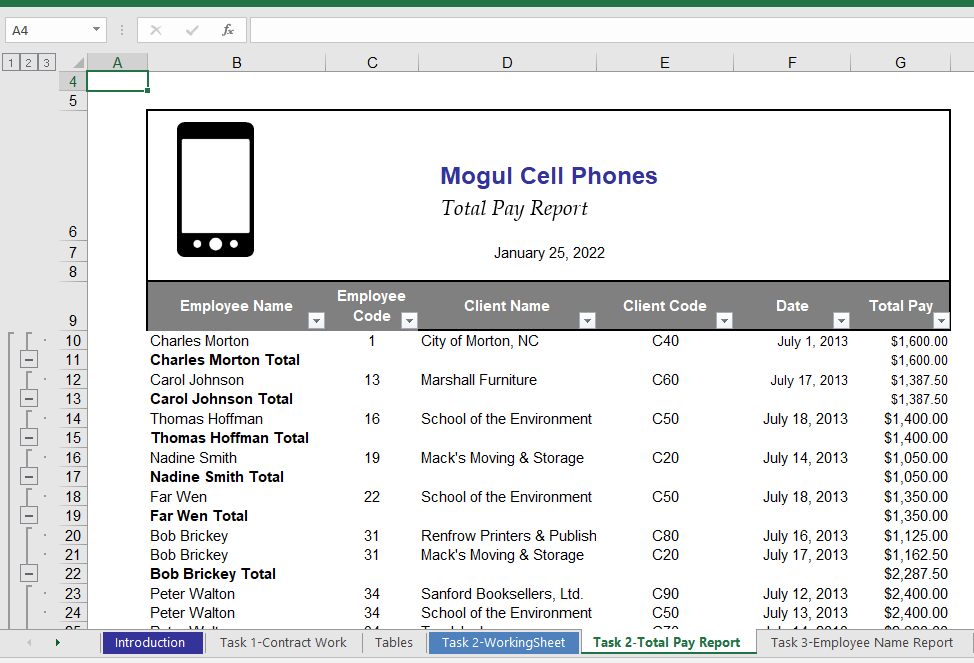 A4
fx
1 2 3
A B C D E F G
4
5
Mogul Cell Phones
Total Pay Report
6
7 January 25, 2022
8
9 Employee Name Employee Code Client Name Client Code Date Total Pay
10 Charles Morton 1 City of Morton, NC C40 July 1, 2013 $1,600.00
11 Charles Morton Total $1,600.00
12 Carol Johnson 13 Marshall Furniture C60 July 17, 2013 $1,387.50
13 Carol Johnson Total $1,387.50
14 Thomas Hoffman 16 School of the Environment C50 July 18, 2013 $1,400.00
15 Thomas Hoffman Total $1,400.00
16 Nadine Smith 19 Mack's Moving & Storage C20 July 14, 2013 $1,050.00
17 Nadine Smith Total $1,050.00
18 Far Wen 22 School of the Environment C50 July 18, 2013 $1,350.00
19 Far Wen Total $1,350.00
20 Bob Brickey 31 Renfrow Printers & Publish C80 July 16, 2013 $1,125.00
21 Bob Brickey 31 Mack's Moving & Storage C20 July 17, 2013 $1,162.50
22 Bob Brickey Total $2,287.50
23 Peter Walton 34 Sanford Booksellers, Ltd. C90 July 12, 2013 $2,400.00
24 Peter Walton 34 School of the Environment C50 July 13, 2013 $2,400.00
Introduction Task 1-Contract Work Tables Task 2-WorkingSheet Task 2-Total Pay Report Task 3-Employee Name Report